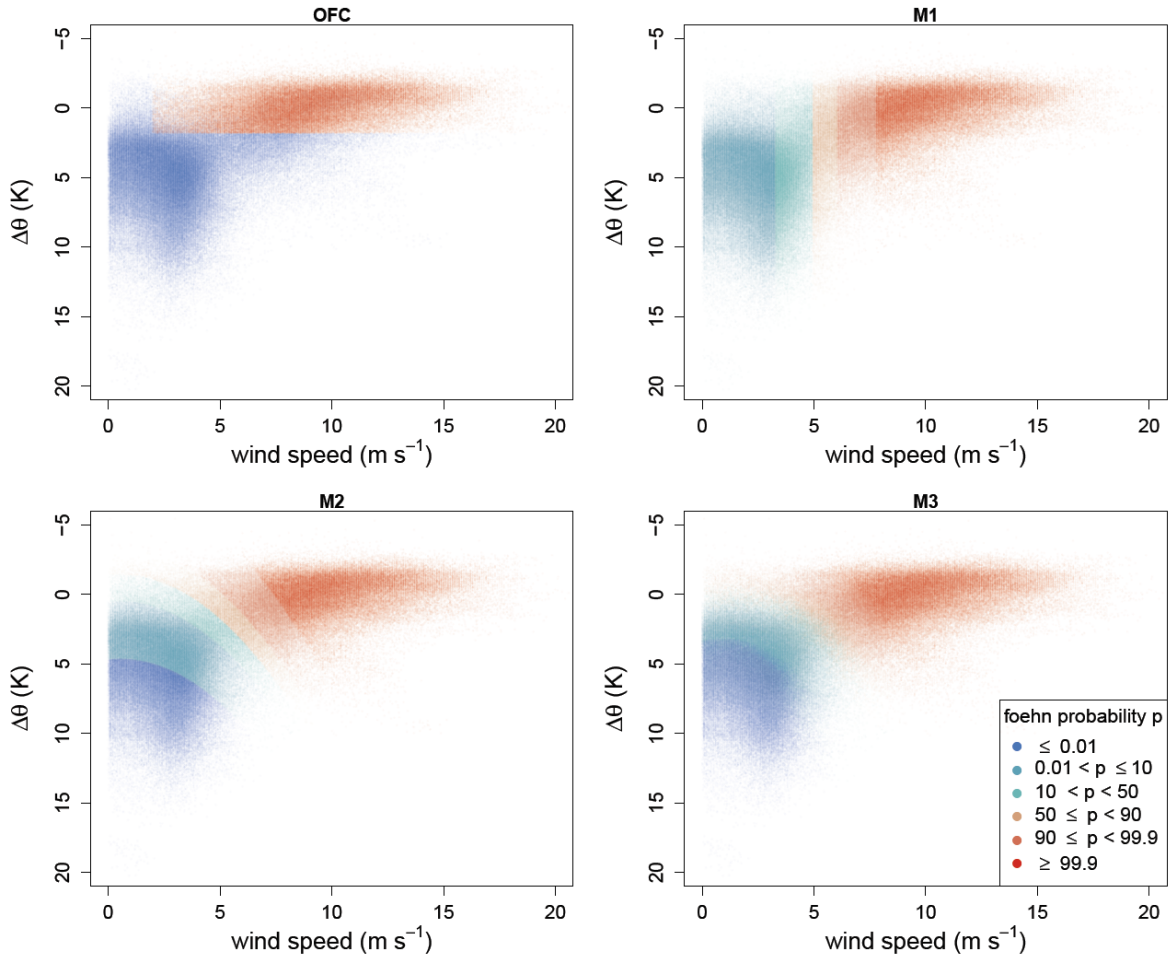 OFC
−5
0
5
10
15
20
Δθ (K)
0 5 10 15 20
wind speed (m s⁻¹)
M1
−5
0
5
10
15
20
Δθ (K)
0 5 10 15 20
wind speed (m s⁻¹)
M2
−5
0
5
10
15
20
Δθ (K)
0 5 10 15 20
wind speed (m s⁻¹)
M3
−5
0
5
10
15
20
Δθ (K)
foehn probability p
≤ 0.01
0.01 < p ≤ 10
10 < p < 50
50 ≤ p < 90
90 ≤ p < 99.9
≥ 99.9
0 5 10 15 20
wind speed (m s⁻¹)